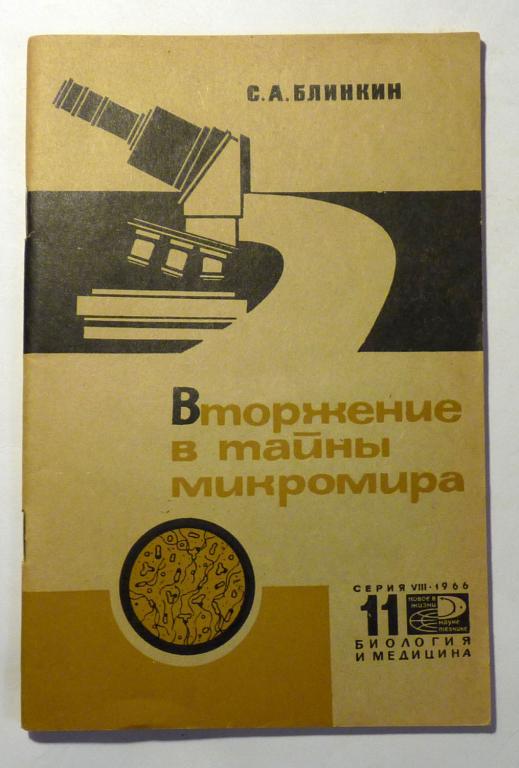 С.А.БЛИНКИН
Вторжение
в тайны
микромира
СЕРИЯ VIII·1966
11
НОВОЕ В
ЖИЗНИ
НАУКЕ
ТЕХНИКЕ
БИОЛОГИЯ
И МЕДИЦИНА